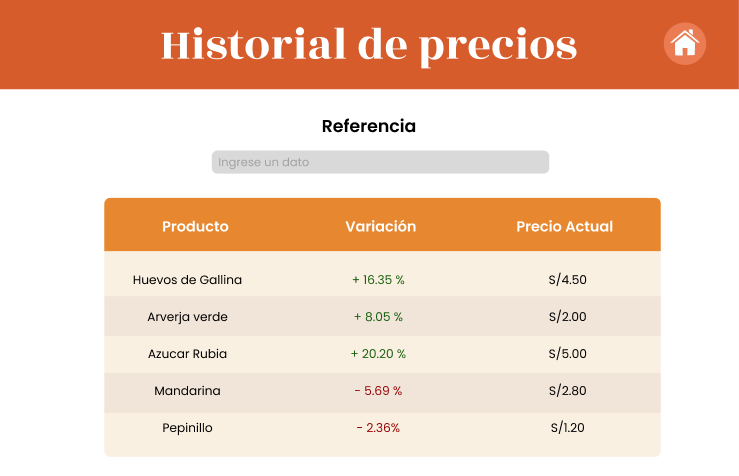 Historial de precios
Referencia
Ingrese un dato
Producto Variación Precio Actual
Huevos de Gallina + 16.35 % S/4.50
Arverja verde + 8.05 % S/2.00
Azucar Rubia + 20.20 % S/5.00
Mandarina - 5.69 % S/2.80
Pepinillo - 2.36% S/1.20